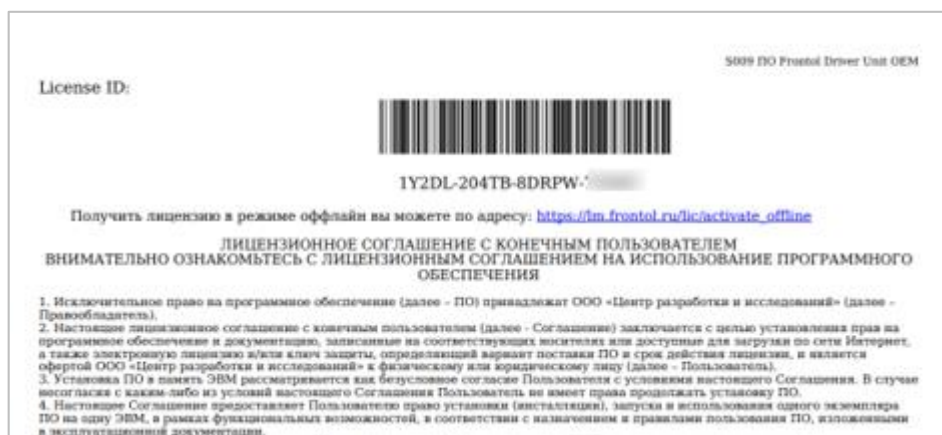 S009 ПО Frontol Driver Unit OEM
License ID:
1Y2DL-204TB-8DRPW-
Получить лицензию в режиме оффлайн вы можете по адресу: https://lm.frontol.ru/lic/activate_offline
ЛИЦЕНЗИОННОЕ СОГЛАШЕНИЕ С КОНЕЧНЫМ ПОЛЬЗОВАТЕЛЕМ
ВНИМАТЕЛЬНО ОЗНАКОМЬТЕСЬ С ЛИЦЕНЗИОННЫМ СОГЛАШЕНИЕМ НА ИСПОЛЬЗОВАНИЕ ПРОГРАММНОГО
ОБЕСПЕЧЕНИЯ
1. Исключительное право на программное обеспечение (далее – ПО) принадлежат ООО «Центр разработки и исследований» (далее –
Правообладатель).
2. Настоящее лицензионное соглашение с конечным пользователем (далее - Соглашение) заключается с целью установления прав на
программное обеспечение и документацию, записанные на соответствующих носителях или доступные для загрузки по сети Интернет,
а также электронную лицензию и/или ключ защиты, определяющий вариант поставки ПО и срок действия лицензии, и является
офертой ООО «Центр разработки и исследований» к физическому или юридическому лицу (далее – Пользователь).
3. Установка ПО в память ЭВМ рассматривается как безусловное согласие Пользователя с условиями настоящего Соглашения. В случае
несогласия с каким-либо из условий настоящего Соглашения Пользователь не имеет права продолжать установку ПО.
4. Настоящее Соглашение предоставляет Пользователю право установки (инсталляции), запуска и использования одного экземпляра
ПО на одну ЭВМ, в рамках функциональных возможностей, в соответствии с назначением и правилами пользования ПО, изложенными
в эксплуатационной документации.